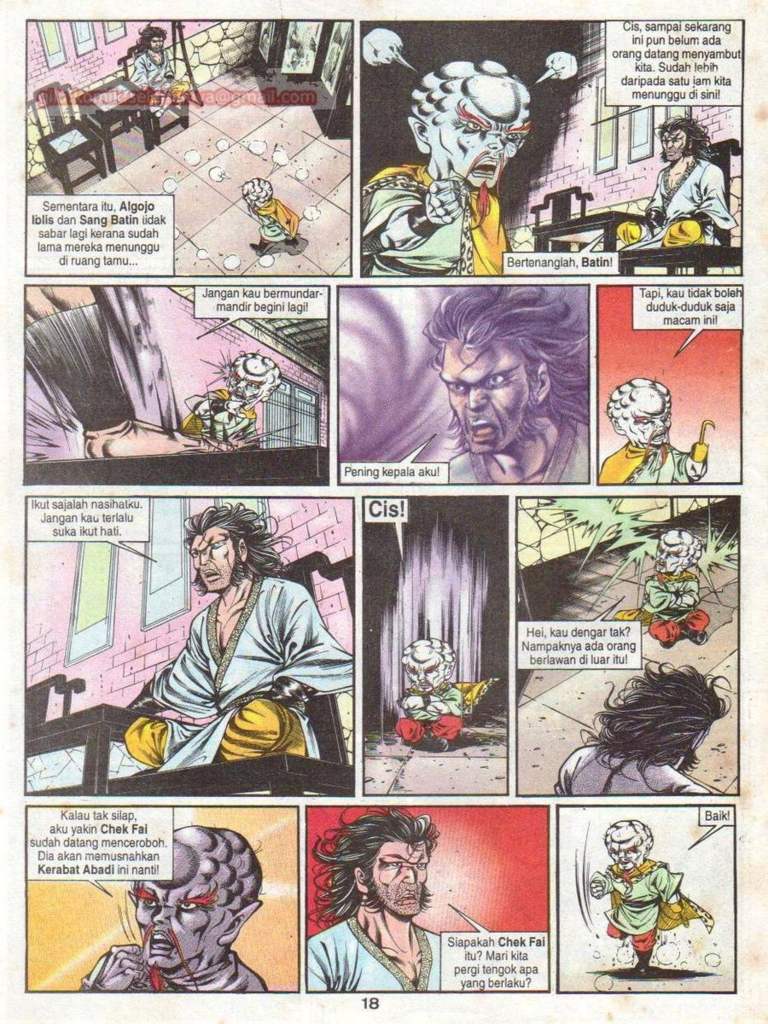 Sementara itu, Algojo
Iblis dan Sang Batin tidak
sabar lagi kerana sudah
lama mereka menunggu
di ruang tamu...
Cis, sampai sekarang
ini pun belum ada
orang datang menyambut
kita. Sudah lebih
daripada satu jam kita
menunggu di sini!
Bertenanglah, Batin!
Jangan kau bermundar-
mandir begini lagi!
Pening kepala aku!
Tapi, kau tidak boleh
duduk-duduk saja
macam ini!
Ikut sajalah nasihatku.
Jangan kau terlalu
suka ikut hati.
Cis!
Hei, kau dengar tak?
Nampaknya ada orang
berlawan di luar itu!
Kalau tak silap,
aku yakin Chek Fai
sudah datang menceroboh.
Dia akan memusnahkan
Kerabat Abadi ini nanti!
Siapakah Chek Fai
itu? Mari kita
pergi tengok apa
yang berlaku?
Baik!
18